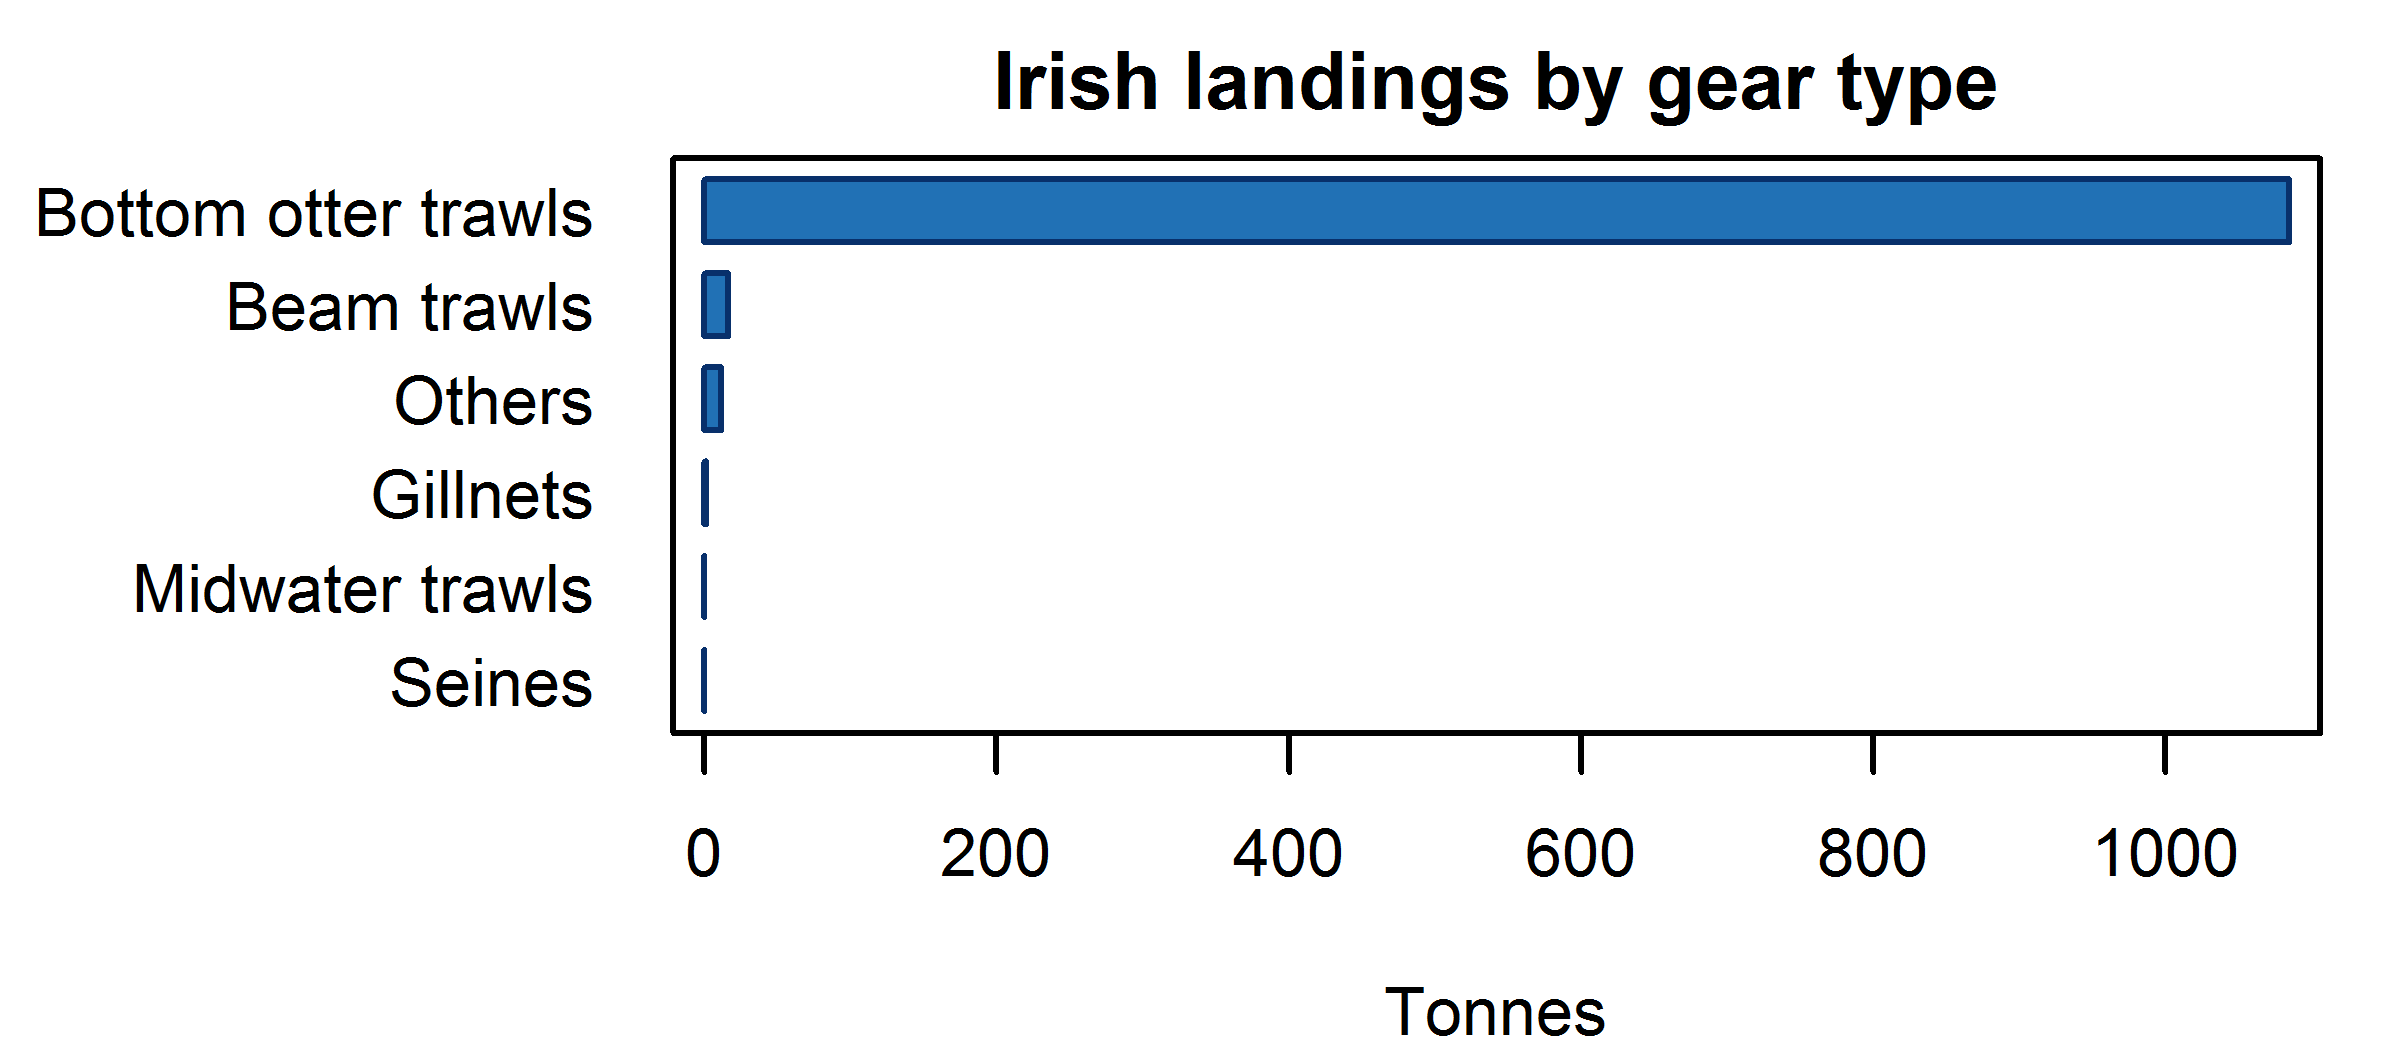 Irish landings by gear type
Bottom otter trawls
Beam trawls
Others
Gillnets
Midwater trawls
Seines
0 200 400 600 800 1000
Tonnes